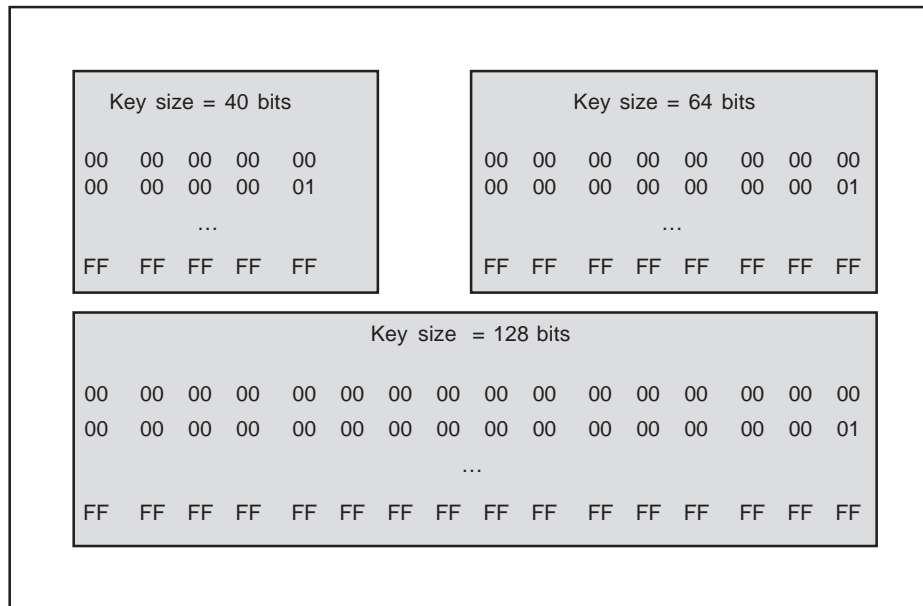 Key size = 40 bits
00 00 00 00 00
00 00 00 00 01
…
FF FF FF FF FF
Key size = 64 bits
00 00 00 00 00 00 00 00
00 00 00 00 00 00 00 01
…
FF FF FF FF FF FF FF FF
Key size = 128 bits
00 00 00 00 00 00 00 00 00 00 00 00 00 00 00 00
00 00 00 00 00 00 00 00 00 00 00 00 00 00 00 01
…
FF FF FF FF FF FF FF FF FF FF FF FF FF FF FF FF